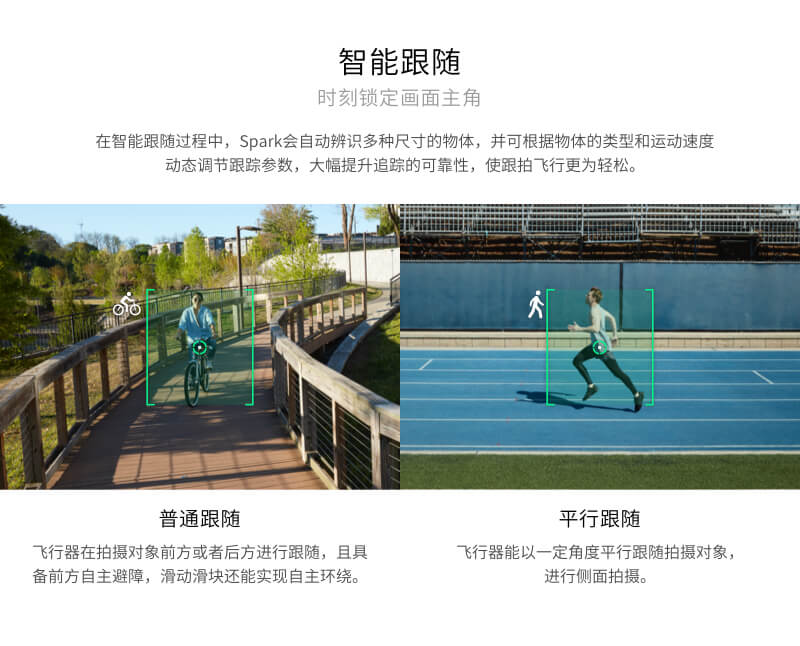 智能跟随
时刻锁定画面主角
在智能跟随过程中，Spark会自动辨识多种尺寸的物体，并可根据物体的类型和运动速度
动态调节跟踪参数，大幅提升追踪的可靠性，使跟拍飞行更为轻松。
普通跟随
飞行器在拍摄对象前方或者后方进行跟随，且具
备前方自主避障，滑动滑块还能实现自主环绕。
平行跟随
飞行器能以一定角度平行跟随拍摄对象，
进行侧面拍摄。